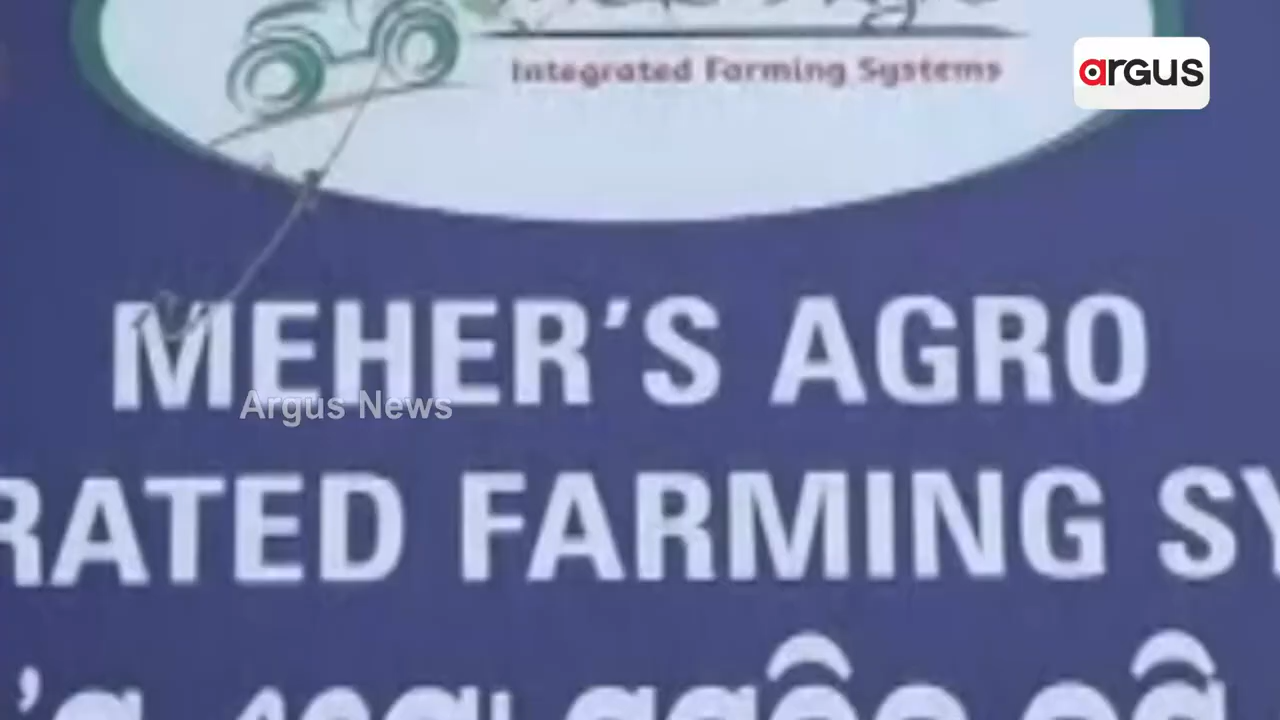 Integrated Farming Systems
argus
MEHER'S AGRO
Argus News
RATED FARMING SY